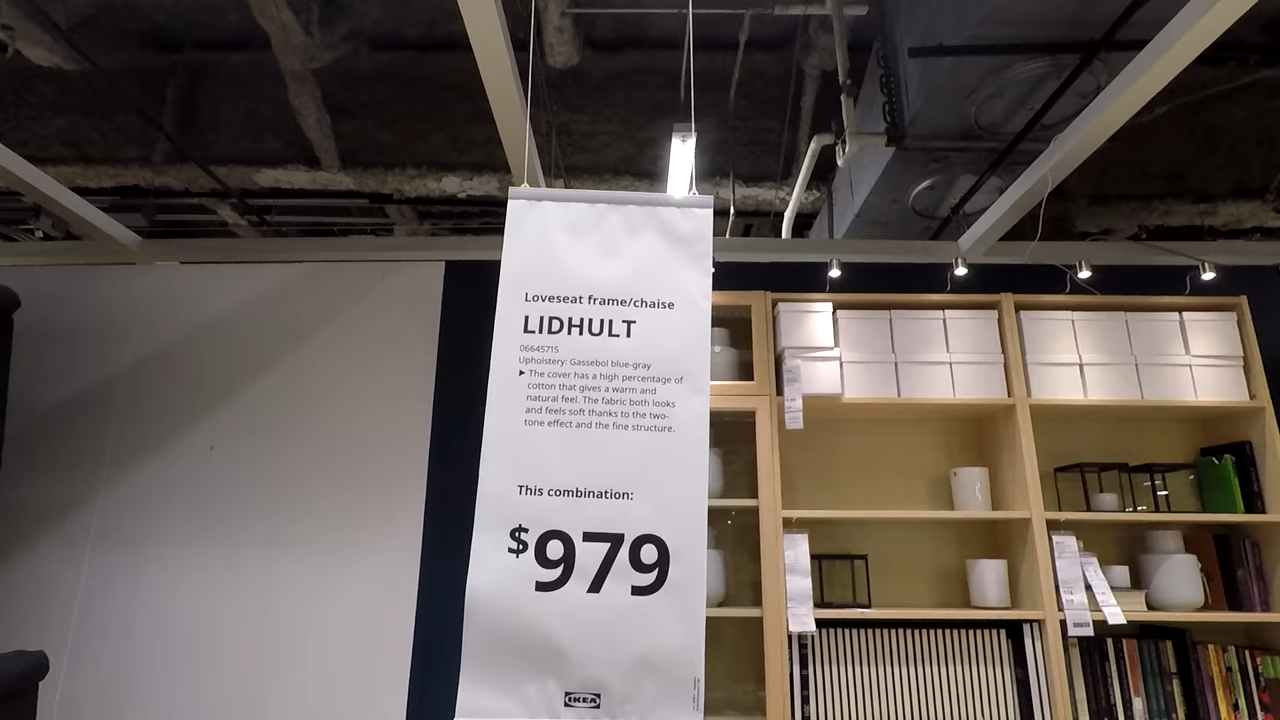 Loveseat frame/chaise
LIDHULT
06645715
Upholstery: Gassebol blue-gray
▶ The cover has a high percentage of
cotton that gives a warm and
natural feel. The fabric both looks
and feels soft thanks to the two-
tone effect and the fine structure.
This combination:
$979
IKEA